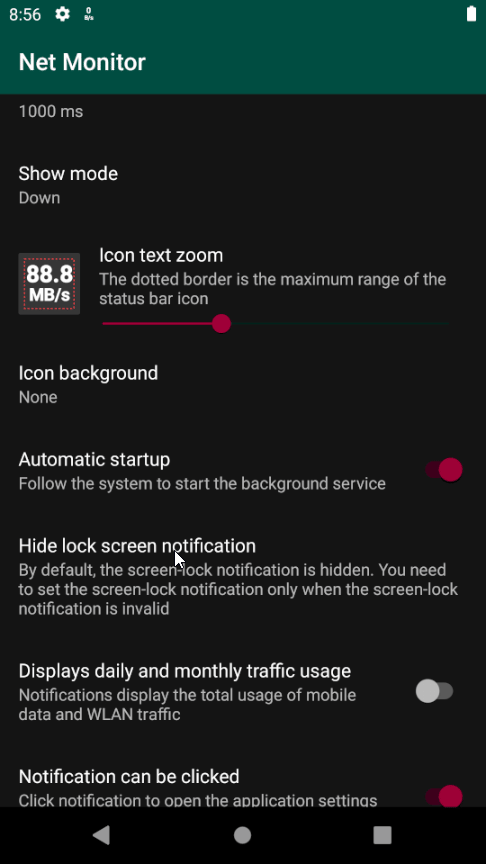 8:56
0
B/s
Net Monitor
1000 ms
Show mode
Down
88.8
MB/s
Icon text zoom
The dotted border is the maximum range of the
status bar icon
Icon background
None
Automatic startup
Follow the system to start the background service
Hide lock screen notification
By default, the screen-lock notification is hidden. You need
to set the screen-lock notification only when the screen-lock
notification is invalid
Displays daily and monthly traffic usage
Notifications display the total usage of mobile
data and WLAN traffic
Notification can be clicked
Click notification to open the application settings